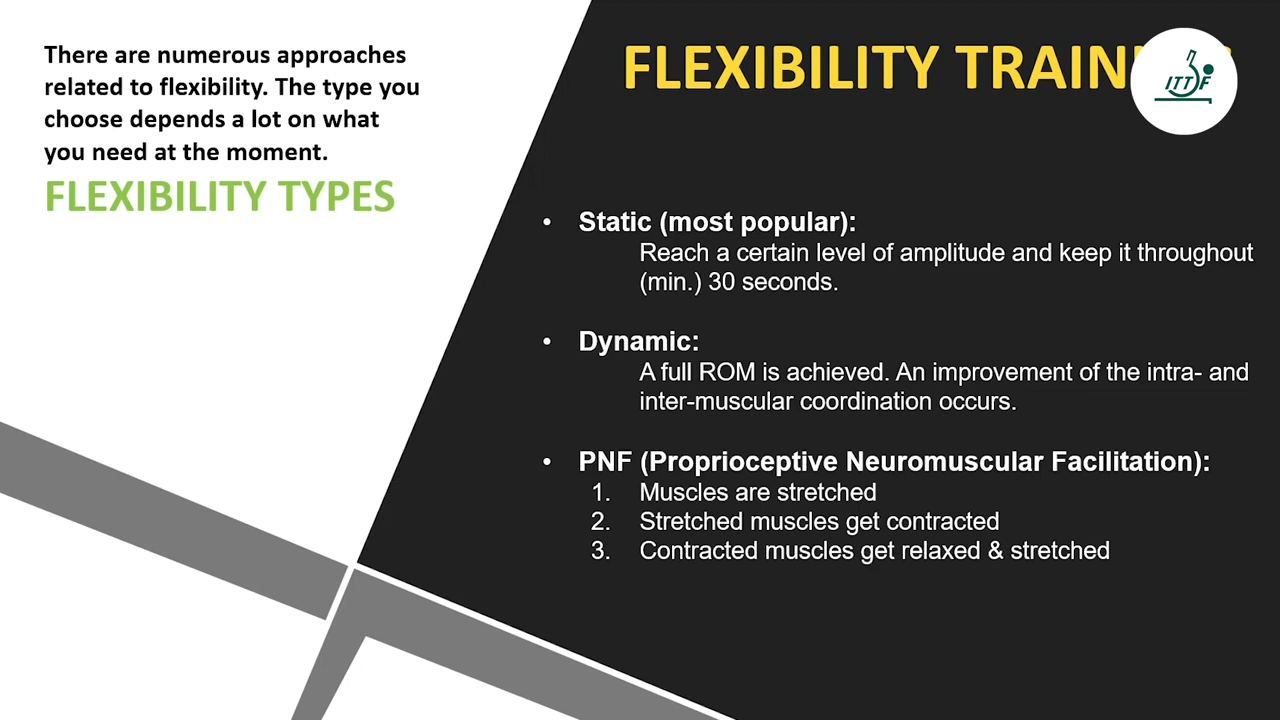 There are numerous approaches
related to flexibility. The type you
choose depends a lot on what
you need at the moment.
FLEXIBILITY TYPES
FLEXIBILITY
ITTF
• Static (most popular):
Reach a certain level of amplitude and keep it throughout
(min.) 30 seconds.
• Dynamic:
A full ROM is achieved. An improvement of the intra- and
inter-muscular coordination occurs.
• PNF (Proprioceptive Neuromuscular Facilitation):
1. Muscles are stretched
2. Stretched muscles get contracted
3. Contracted muscles get relaxed & stretched